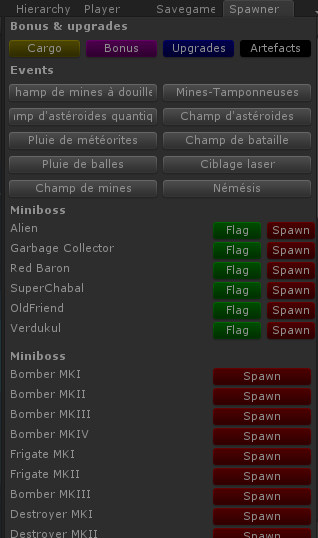 Hierarchy Player Savegame Spawner
Bonus & upgrades
Cargo Bonus Upgrades Artefacts
Events
hamp de mines à douille Mines-Tamponneuses
mp d'astéroides quantiq Champ d'astéroides
Pluie de météorites Champ de bataille
Pluie de balles Ciblage laser
Champ de mines Némésis
Miniboss
Alien Flag Spawn
Garbage Collector Flag Spawn
Red Baron Flag Spawn
SuperChabal Flag Spawn
OldFriend Flag Spawn
Verdukul Flag Spawn
Miniboss
Bomber MKI Spawn
Bomber MKII Spawn
Bomber MKIII Spawn
Bomber MKIV Spawn
Frigate MKI Spawn
Frigate MKII Spawn
Bomber MKIII Spawn
Destroyer MKI Spawn
Destroyer MKII Spawn